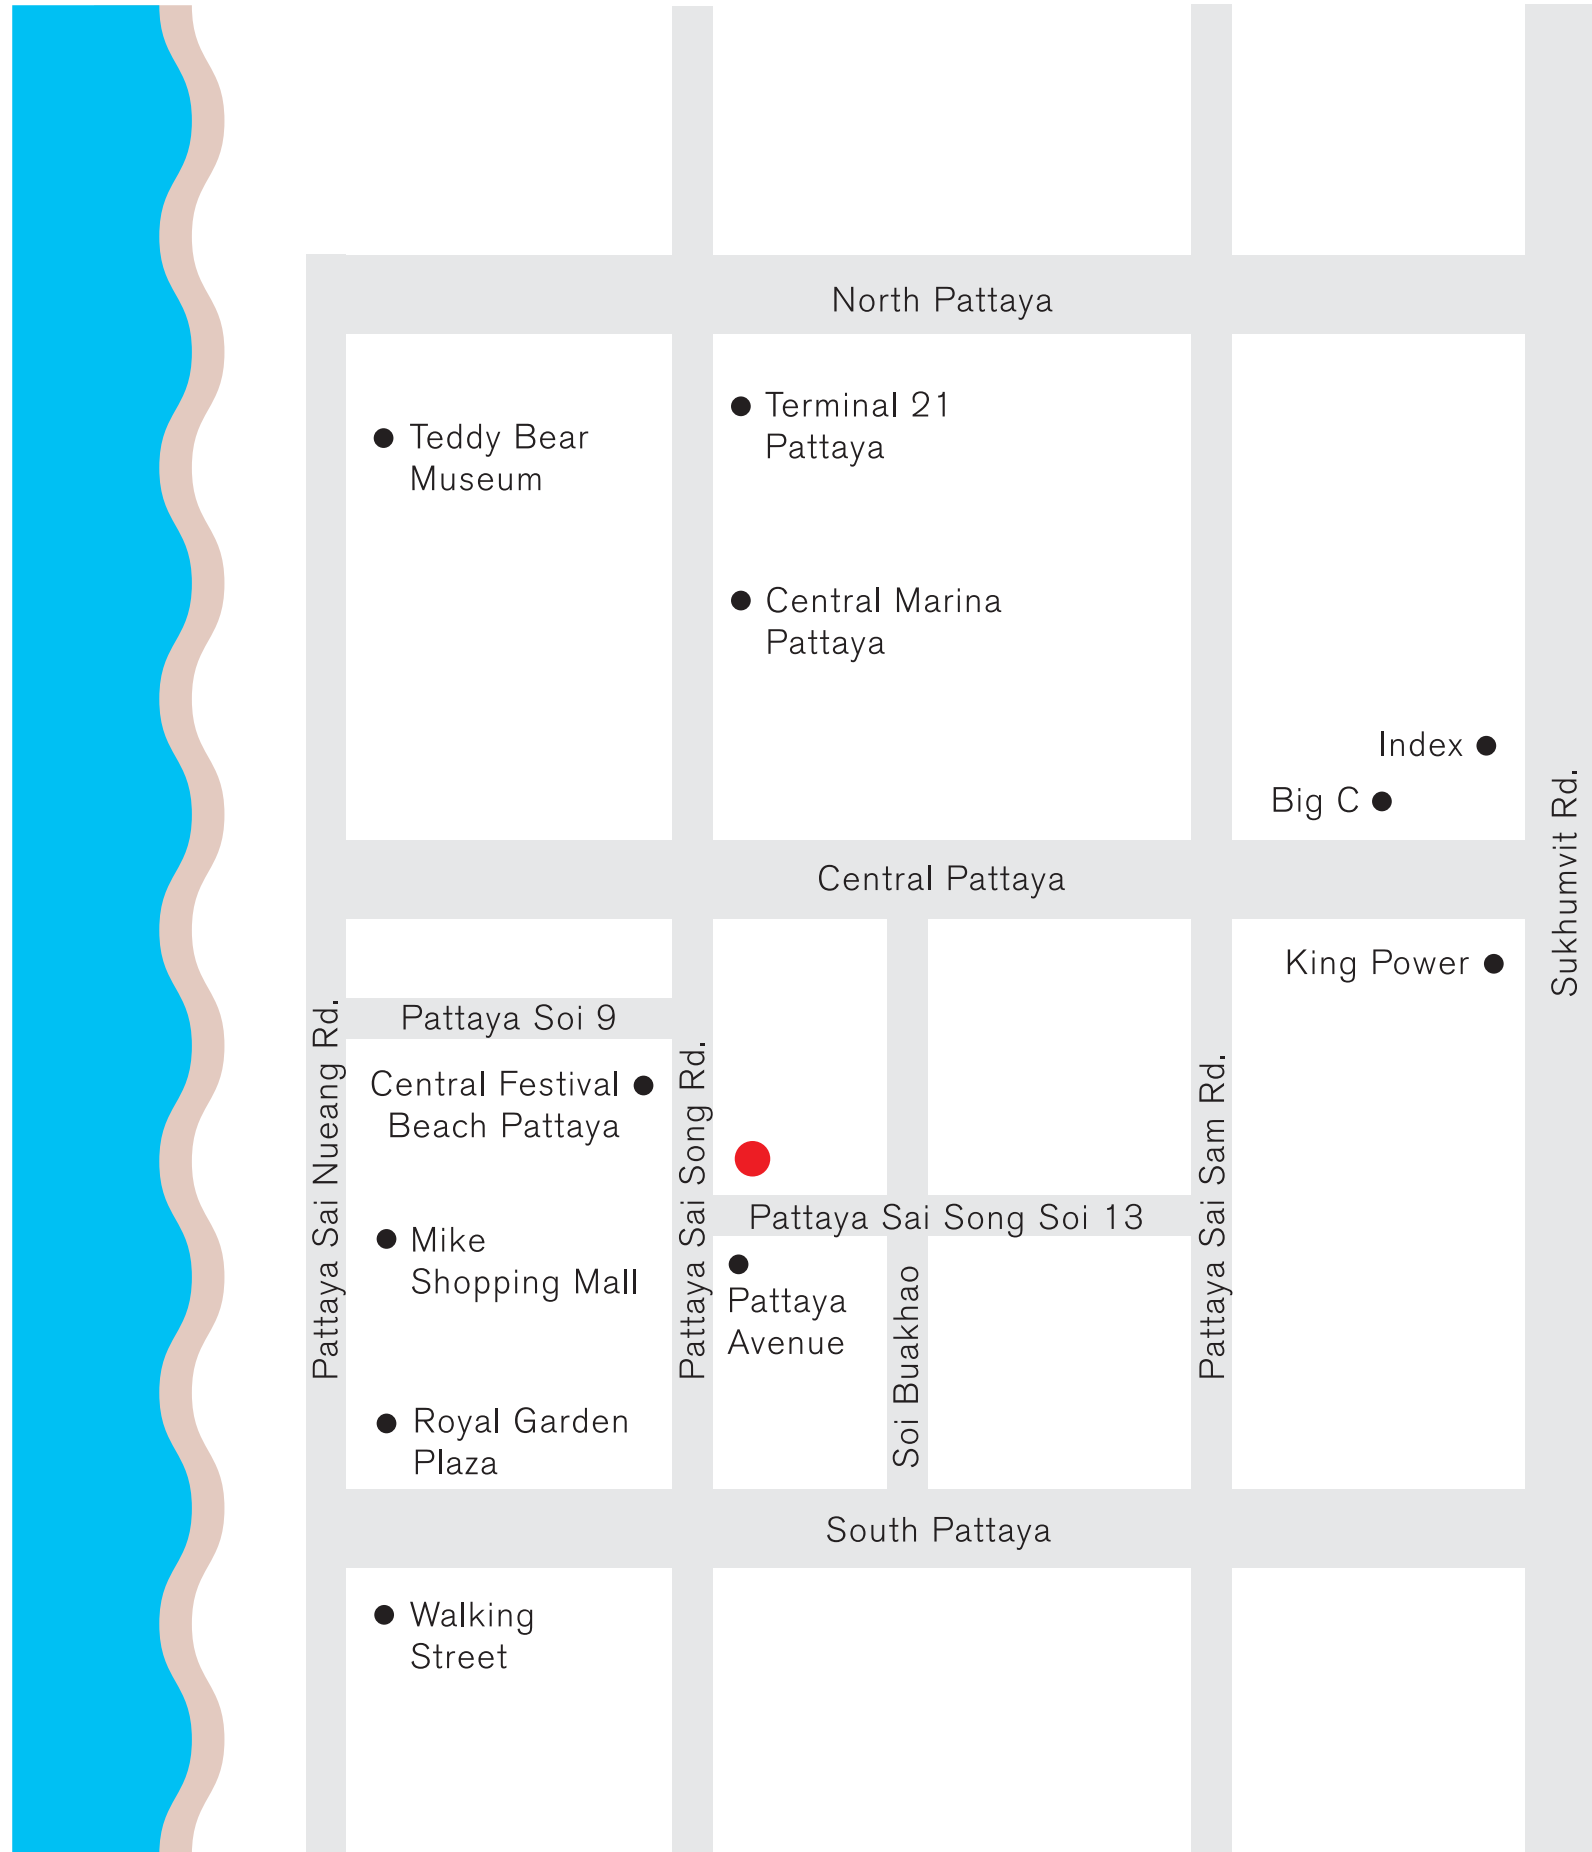 North Pattaya
Terminal 21
Pattaya
Teddy Bear
Museum
Central Marina
Pattaya
Index
Big C
Sukhumvit Rd.
Central Pattaya
King Power
Pattaya Soi 9
Pattaya Sai Nueang Rd.
Central Festival
Beach Pattaya
Pattaya Sai Song Rd.
Pattaya Sai Sam Rd.
Pattaya Sai Song Soi 13
Mike
Shopping Mall
Pattaya
Avenue
Soi Buakhao
Royal Garden
Plaza
South Pattaya
Walking
Street